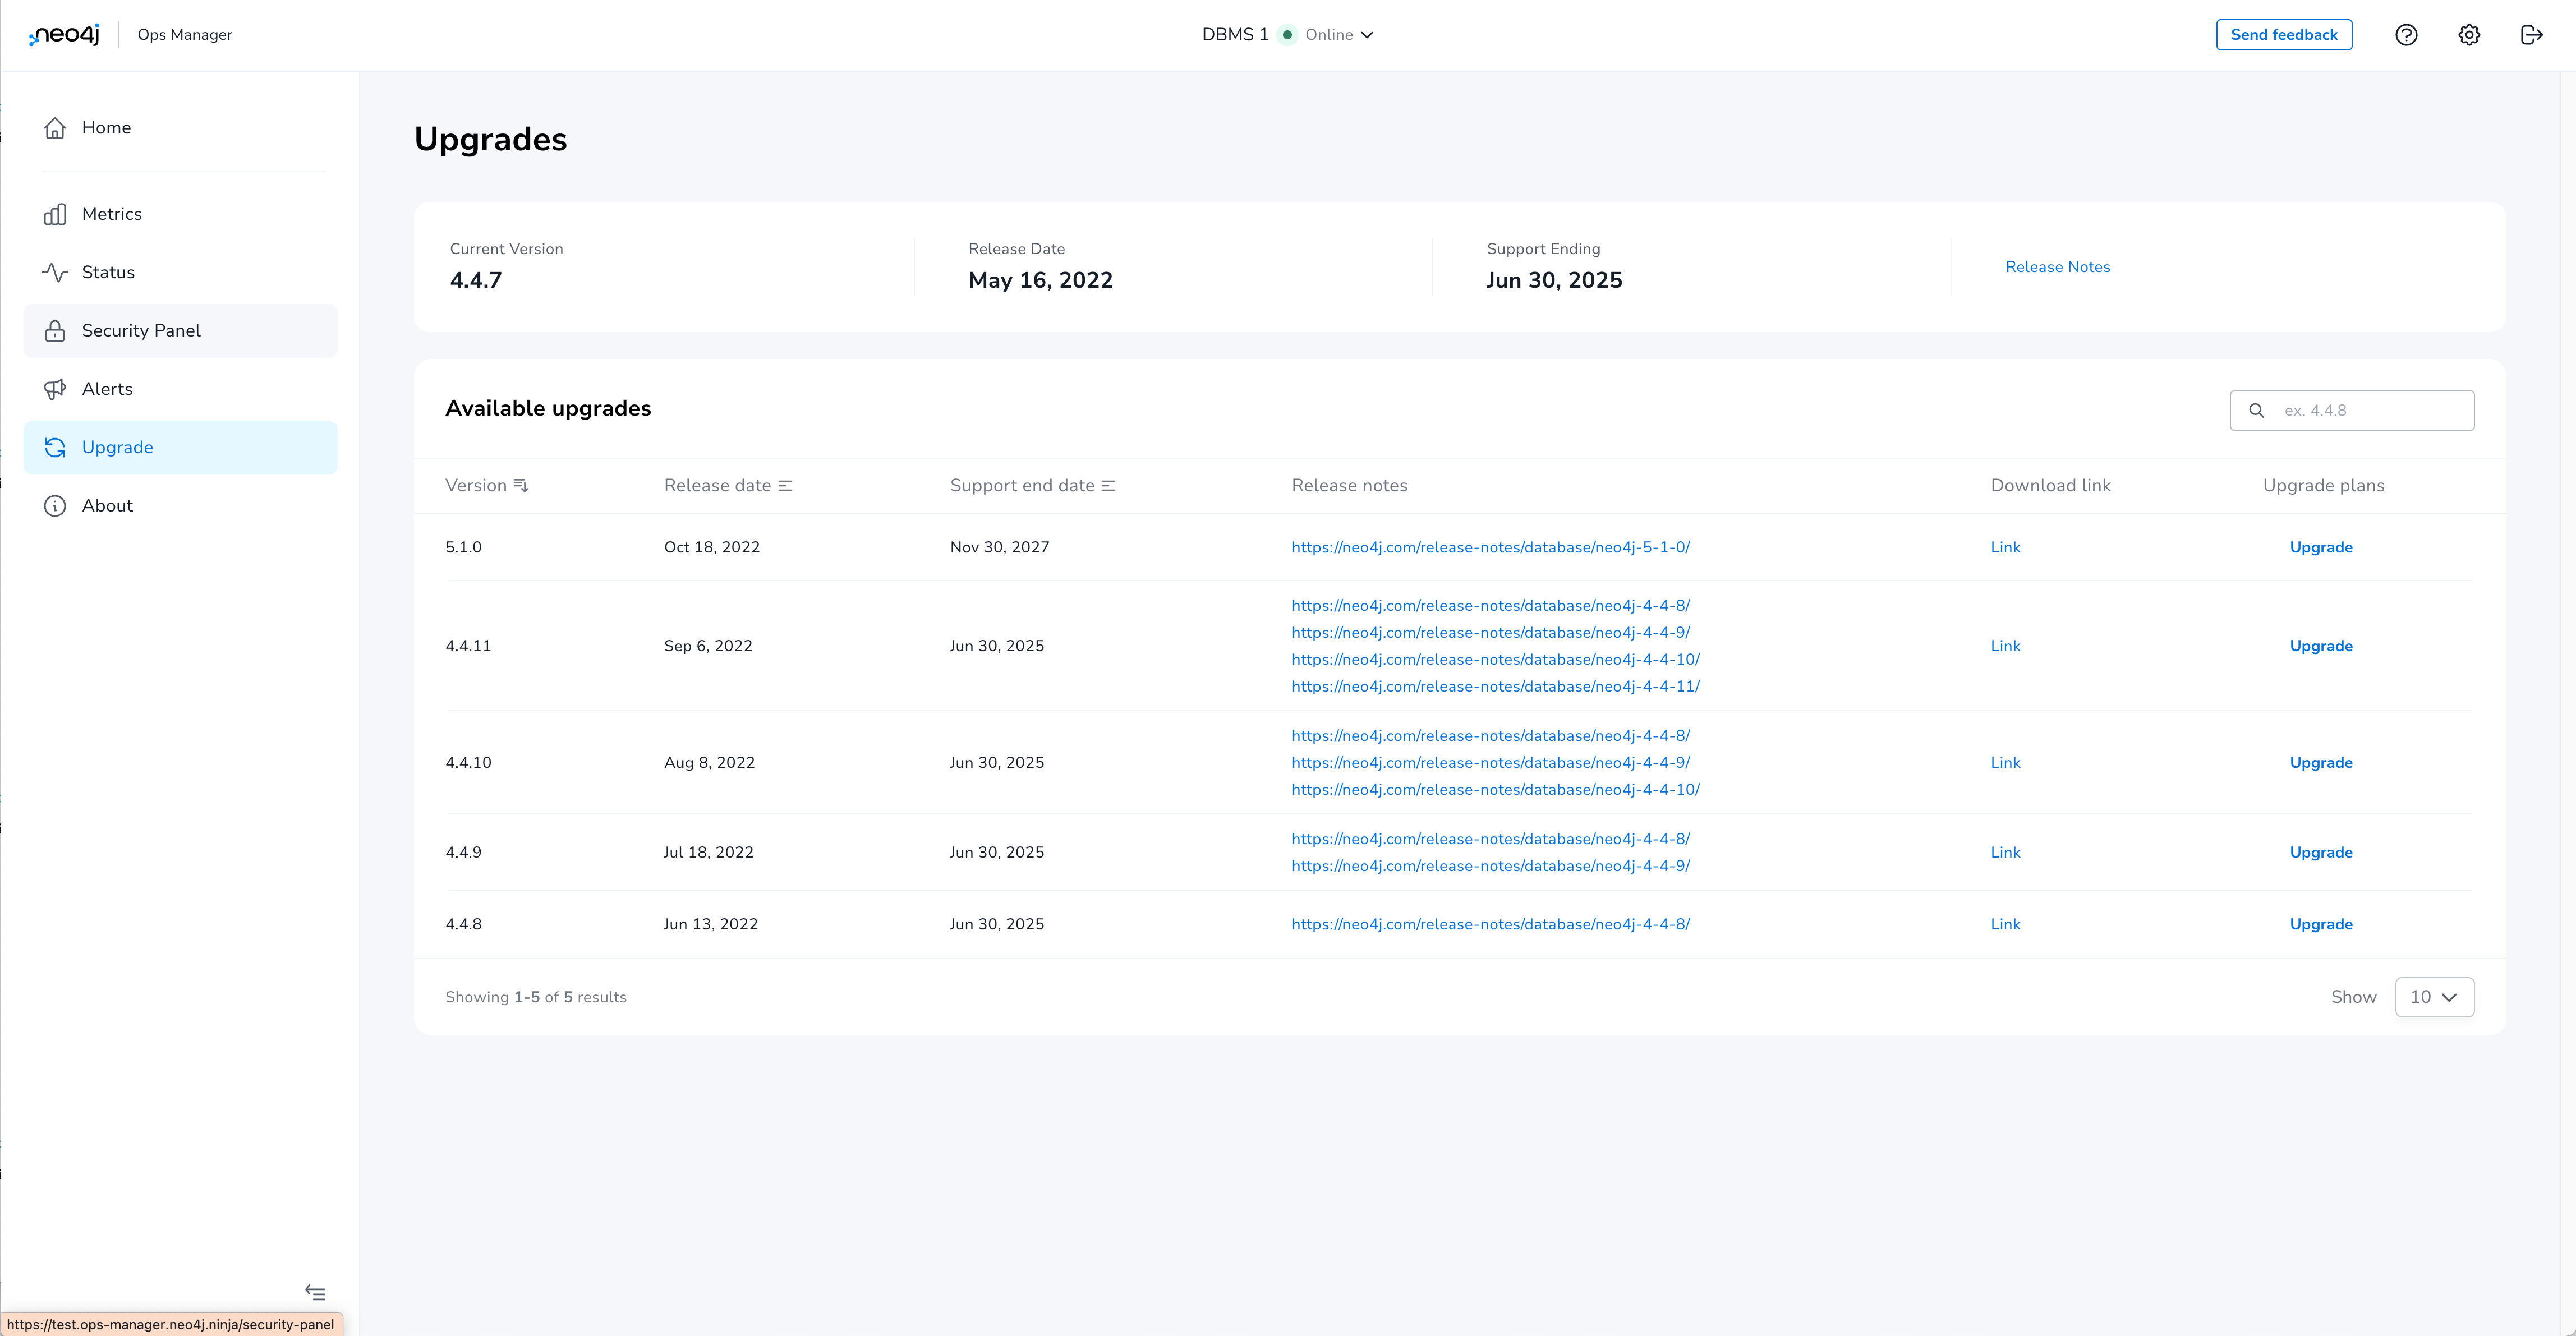 neo4j Ops Manager DBMS 1 Online Send feedback
Home
Metrics
Status
Security Panel
Alerts
Upgrade
About
Upgrades
Current Version Release Date Support Ending
4.4.7 May 16, 2022 Jun 30, 2025 Release Notes
Available upgrades ex. 4.4.8
Version Release date Support end date Release notes Download link Upgrade plans
5.1.0 Oct 18, 2022 Nov 30, 2027 https://neo4j.com/release-notes/database/neo4j-5-1-0/ Link Upgrade
https://neo4j.com/release-notes/database/neo4j-4-4-8/
https://neo4j.com/release-notes/database/neo4j-4-4-9/
4.4.11 Sep 6, 2022 Jun 30, 2025 Link Upgrade
https://neo4j.com/release-notes/database/neo4j-4-4-10/
https://neo4j.com/release-notes/database/neo4j-4-4-11/
https://neo4j.com/release-notes/database/neo4j-4-4-8/
4.4.10 Aug 8, 2022 Jun 30, 2025 https://neo4j.com/release-notes/database/neo4j-4-4-9/ Link Upgrade
https://neo4j.com/release-notes/database/neo4j-4-4-10/
https://neo4j.com/release-notes/database/neo4j-4-4-8/
4.4.9 Jul 18, 2022 Jun 30, 2025 Link Upgrade
https://neo4j.com/release-notes/database/neo4j-4-4-9/
4.4.8 Jun 13, 2022 Jun 30, 2025 https://neo4j.com/release-notes/database/neo4j-4-4-8/ Link Upgrade
Showing 1-5 of 5 results Show 10
https://test.ops-manager.neo4j.ninja/security-panel